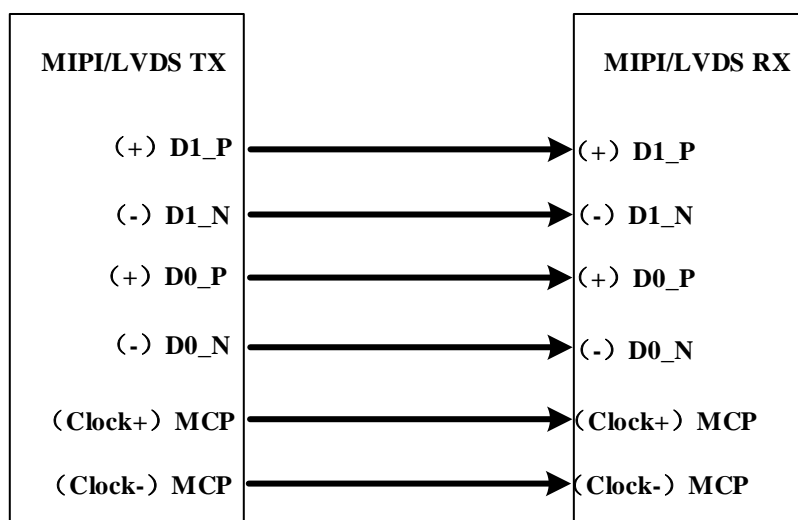 MIPI/LVDS TX
MIPI/LVDS RX
（+）D1_P
（+）D1_P
（-）D1_N
（-）D1_N
（+）D0_P
（+）D0_P
（-）D0_N
（-）D0_N
（Clock+）MCP
（Clock+）MCP
（Clock-）MCP
（Clock-）MCP